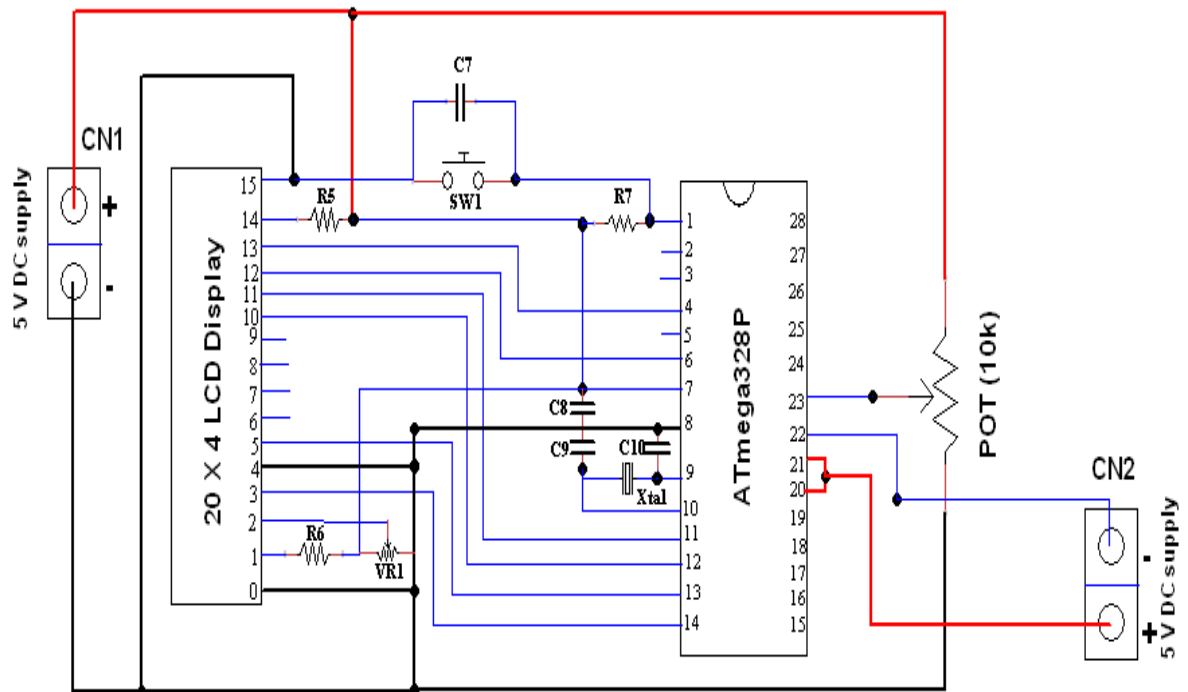 CN1
5 V DC supply
+
-
20 X 4 LCD Display
15
14
13
12
11
10
9
8
7
6
5
4
3
2
1
0
C7
SW1
R5
R7
C8
C9
C10
Xtal
R6
VR1
ATmega328P
1
2
3
4
5
6
7
8
9
10
11
12
13
14
28
27
26
25
24
23
22
21
20
19
18
17
16
15
POT (10k)
CN2
-
+
5 V DC supply